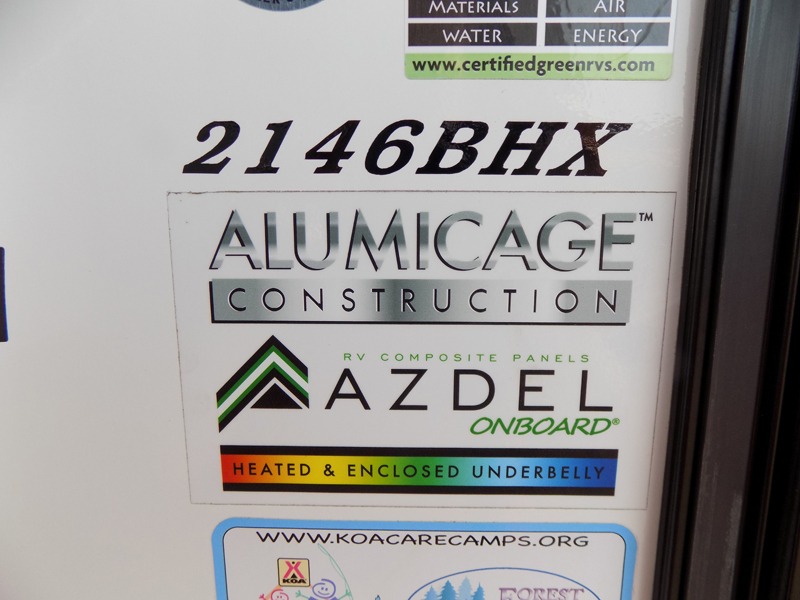 MATERIALS AIR
WATER ENERGY
www.certifiedgreenrvs.com
2146BHX
ALUMICAGE™
CONSTRUCTION
RV COMPOSITE PANELS
AZDEL
ONBOARD®
HEATED & ENCLOSED UNDERBELLY
WWW.KOACARECAMPS.ORG
KOA
FOREST